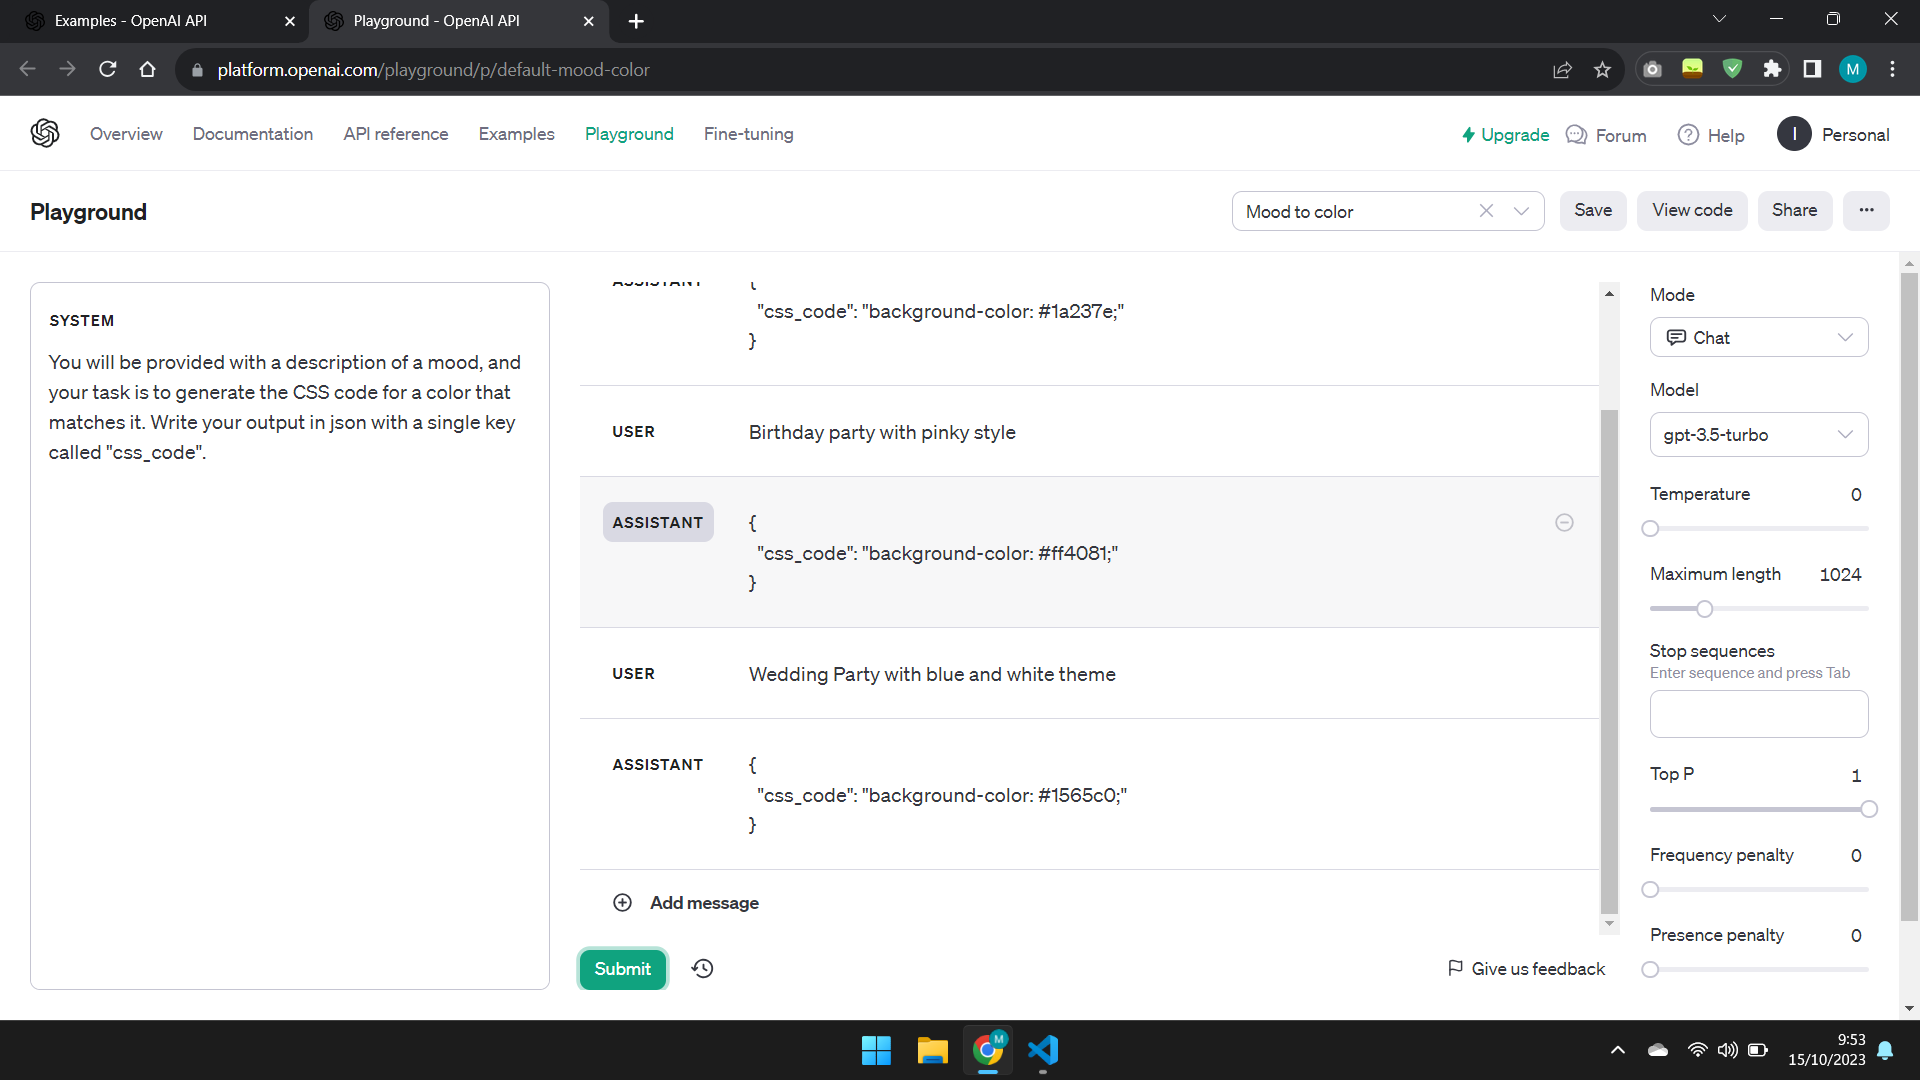 Examples - OpenAI API
Playground - OpenAI API
platform.openai.com/playground/p/default-mood-color
M
Overview
Documentation
API reference
Examples
Playground
Fine-tuning
Upgrade
Forum
Help
I
Personal
Playground
Mood to color
Save
View code
Share
SYSTEM
You will be provided with a description of a mood, and
your task is to generate the CSS code for a color that
matches it. Write your output in json with a single key
called "css_code".
ASSISTANT
{
"css_code": "background-color: #1a237e;"
}
USER
Birthday party with pinky style
ASSISTANT
{
"css_code": "background-color: #ff4081;"
}
USER
Wedding Party with blue and white theme
ASSISTANT
{
"css_code": "background-color: #1565c0;"
}
Add message
Submit
Give us feedback
Mode
Chat
Model
gpt-3.5-turbo
Temperature 0
Maximum length 1024
Stop sequences
Enter sequence and press Tab
Top P 1
Frequency penalty 0
Presence penalty 0
M
9:53
15/10/2023